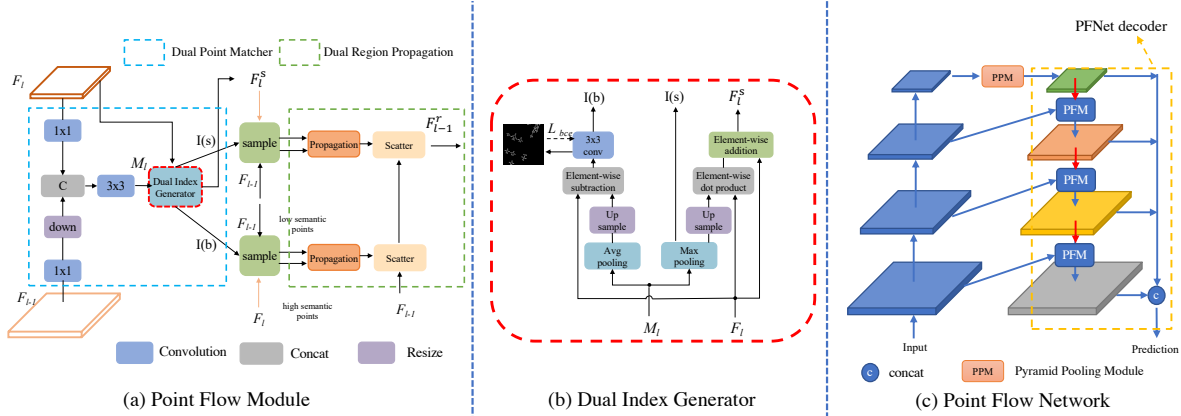 Dual Point Matcher
Dual Region Propagation
F_l
1x1
C
3x3
M_l
Dual Index
Generator
down
1x1
F_{l-1}
I(s)
I(b)
F_l^s
sample
F_{l-1}
F_{l-1}
sample
F_l
Propagation
Scatter
F_{l-1}^r
low semantic
points
Propagation
Scatter
high semantic
points
F_{l-1}
Convolution
Concat
Resize
(a) Point Flow Module
I(b)
I(s)
F_l^s
L_{bce}
3x3
conv
Element-wise
addition
Element-wise
subtraction
Element-wise
dot product
Up
sample
Up
sample
Avg
pooling
Max
pooling
M_l
F_l
(b) Dual Index Generator
PFNet decoder
PPM
PFM
PFM
PFM
c
Input
Prediction
c
concat
PPM
Pyramid Pooling Module
(c) Point Flow Network